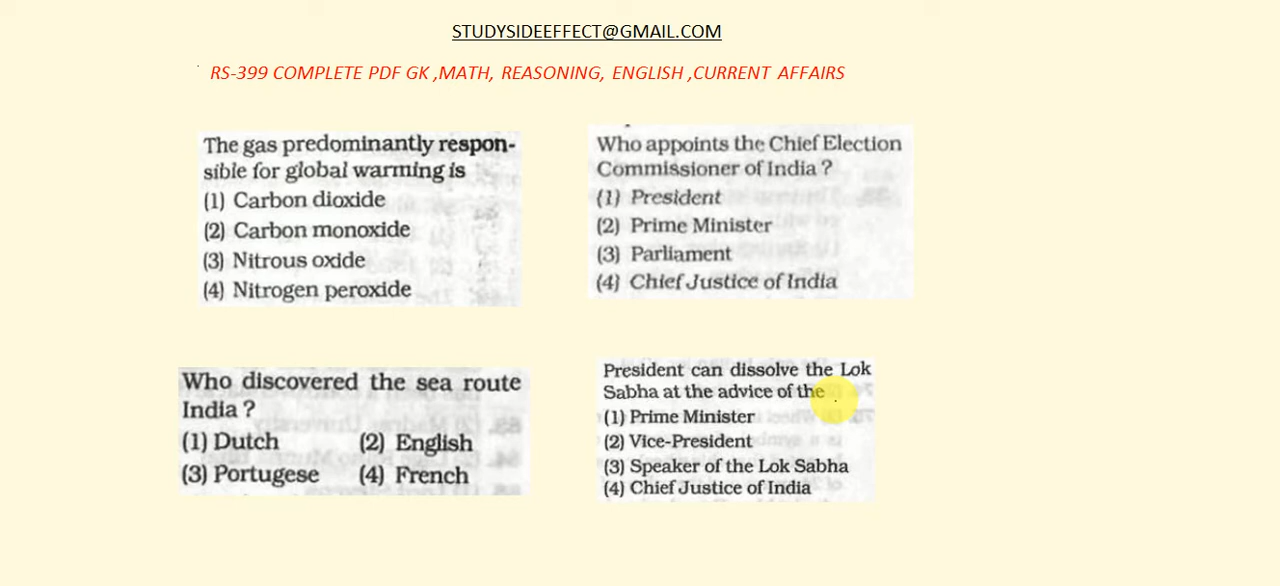 STUDYSIDEEFFECT@GMAIL.COM
RS-399 COMPLETE PDF GK ,MATH, REASONING, ENGLISH ,CURRENT AFFAIRS
The gas predominantly respon-
sible for global warming is
(1) Carbon dioxide
(2) Carbon monoxide
(3) Nitrous oxide
(4) Nitrogen peroxide
Who appoints the Chief Election
Commissioner of India ?
(1) President
(2) Prime Minister
(3) Parliament
(4) Chief Justice of India
Who discovered the sea route
India ?
(1) Dutch (2) English
(3) Portugese (4) French
President can dissolve the Lok
Sabha at the advice of the
(1) Prime Minister
(2) Vice-President
(3) Speaker of the Lok Sabha
(4) Chief Justice of India